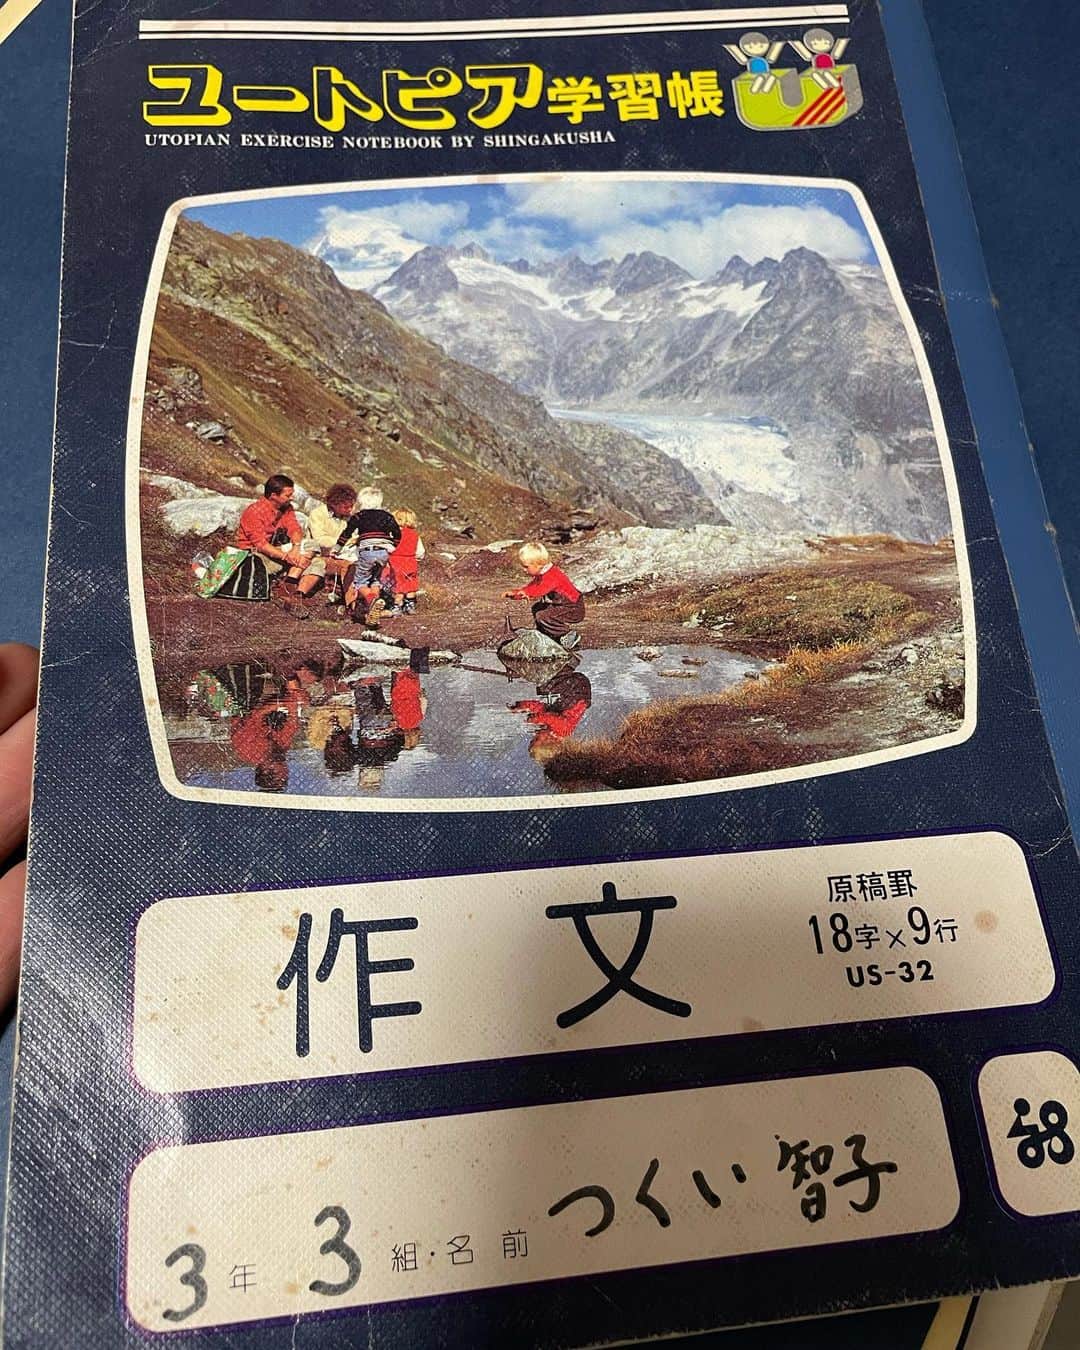 ユートピア学習帳
UTOPIAN EXERCISE NOTEBOOK BY SHINGAKUSHA
作文
原稿罫
18字×9行
US-32
3年 3組・名前 つくい 智子